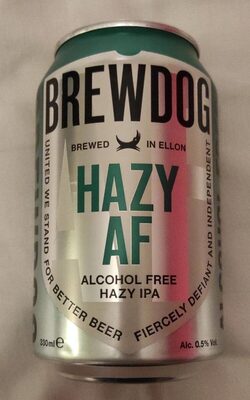 BREWDOG
BREWED IN ELLON
HAZY
AF
ALCOHOL FREE
HAZY IPA
UNITED WE STAND FOR BETTER BEER
FIERCELY DEFIANT AND INDEPENDENT
330ml e
Alc. 0.5% Vol